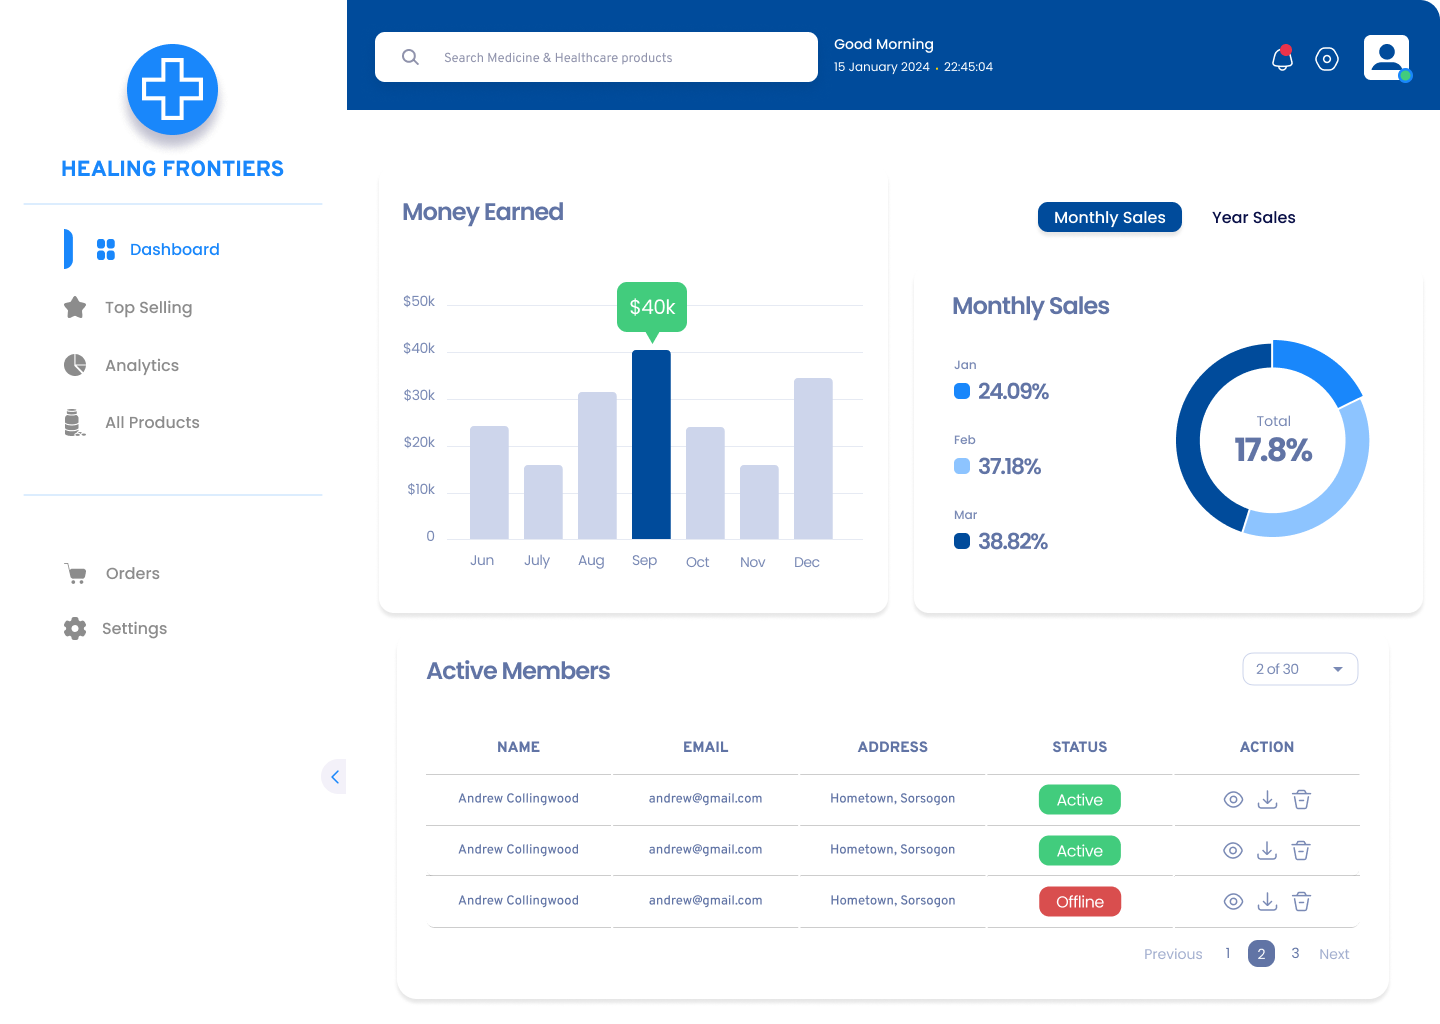 HEALING FRONTIERS
Dashboard
Top Selling
Analytics
All Products
Orders
Settings
Search Medicine & Healthcare products
Good Morning
15 January 2024 • 22:45:04
Money Earned
$50k
$40k
$30k
$20k
$10k
0
$40k
Jun July Aug Sep Oct Nov Dec
Monthly Sales Year Sales
Monthly Sales
Jan
24.09%
Feb
37.18%
Mar
38.82%
Total
17.8%
Active Members
2 of 30
NAME EMAIL ADDRESS STATUS ACTION
Andrew Collingwood andrew@gmail.com Hometown, Sorsogon Active
Andrew Collingwood andrew@gmail.com Hometown, Sorsogon Active
Andrew Collingwood andrew@gmail.com Hometown, Sorsogon Offline
Previous 1 2 3 Next